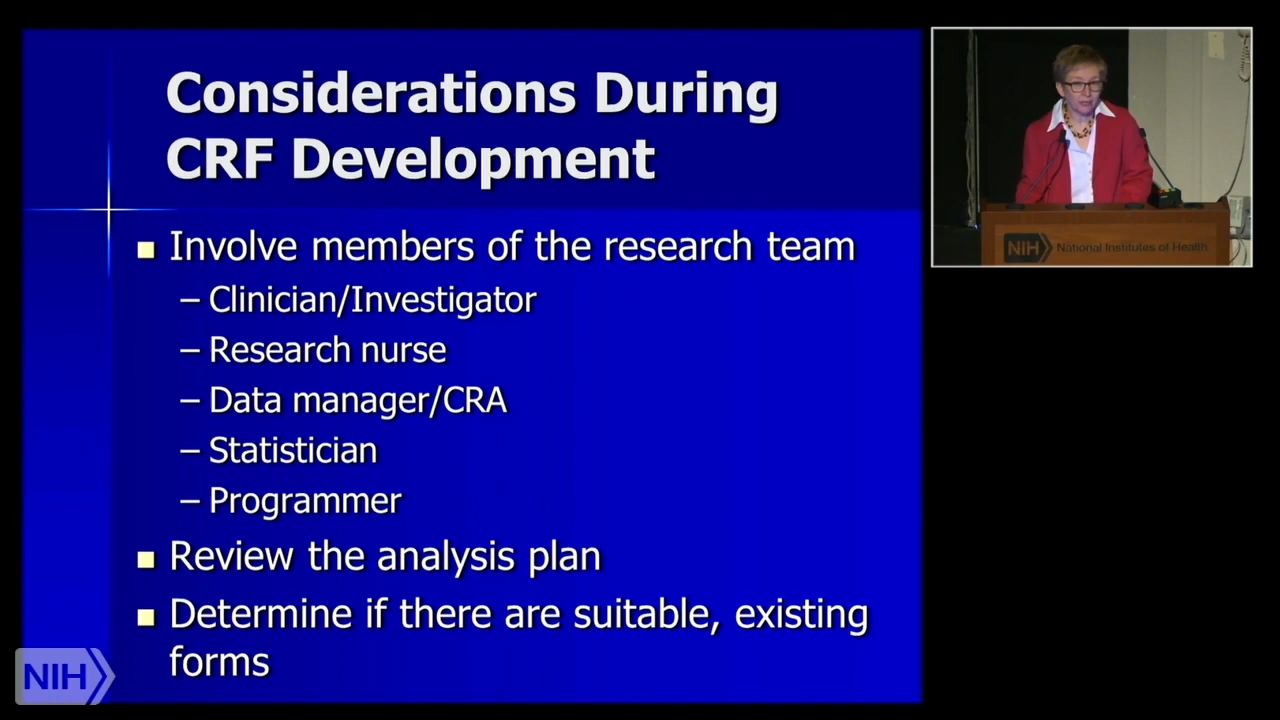 Considerations During
CRF Development
Involve members of the research team
– Clinician/Investigator
– Research nurse
– Data manager/CRA
– Statistician
– Programmer
Review the analysis plan
Determine if there are suitable, existing
forms
NIH
NIH National Institutes of Health